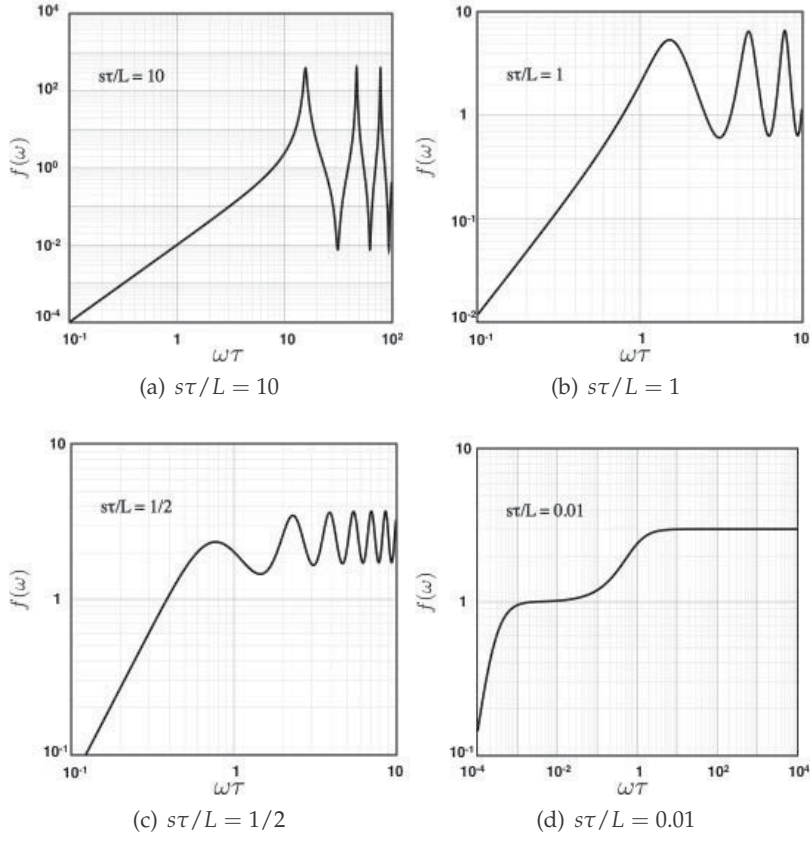 10⁴
10²
10⁰
10⁻²
10⁻⁴
f(ω)
sτ/L = 10
10⁻¹ 1 10 10²
ωτ
(a) sτ/L = 10
10
1
10⁻¹
10⁻²
f(ω)
sτ/L = 1
10⁻¹ 1 10
ωτ
(b) sτ/L = 1
10
1
10⁻¹
f(ω)
sτ/L = 1/2
10⁻¹ 1 10
ωτ
(c) sτ/L = 1/2
10
1
10⁻¹
f(ω)
sτ/L = 0.01
10⁻⁴ 10⁻² 1 10² 10⁴
ωτ
(d) sτ/L = 0.01